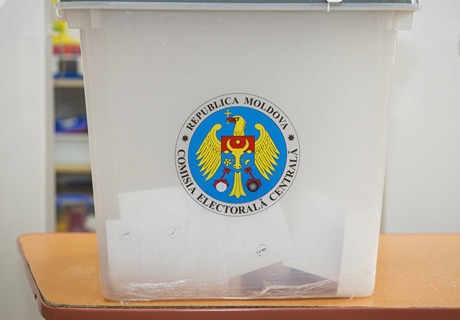 REPUBLICA MOLDOVA
COMISIA ELECTORALĂ CENTRALĂ